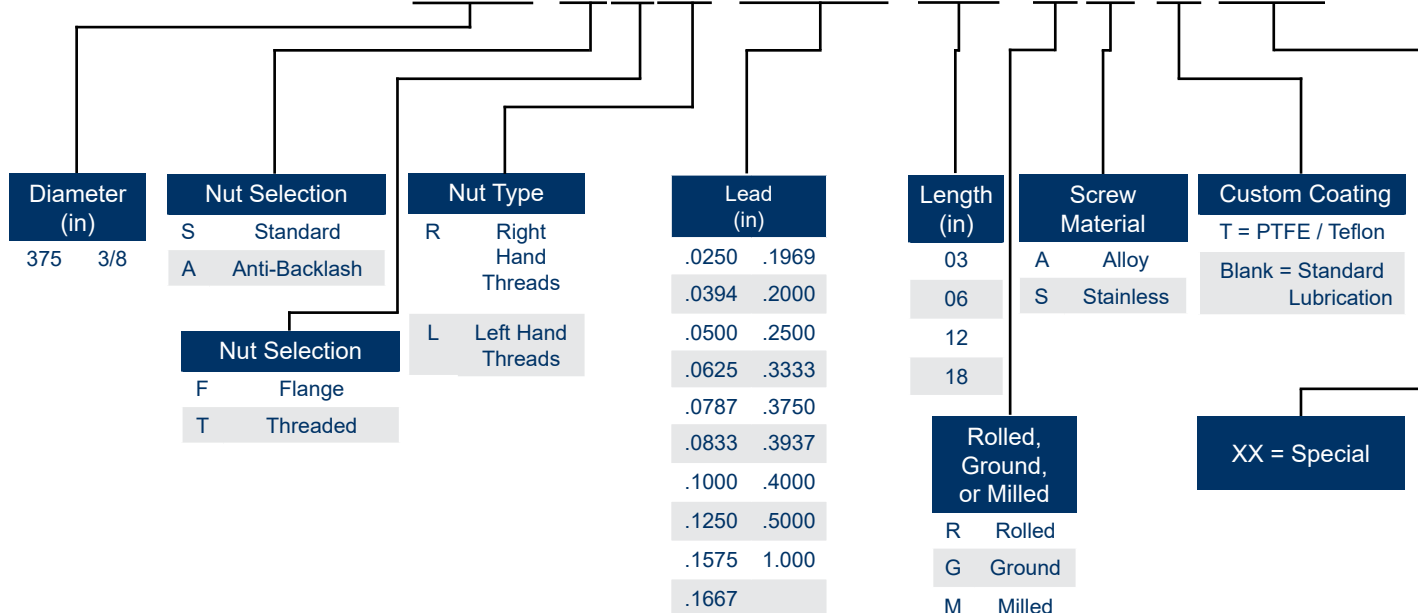 Diameter
(in)
375 3/8
Nut Selection
S Standard
A Anti-Backlash
Nut Selection
F Flange
T Threaded
Nut Type
R Right
Hand
Threads
L Left Hand
Threads
Lead
(in)
.0250 .1969
.0394 .2000
.0500 .2500
.0625 .3333
.0787 .3750
.0833 .3937
.1000 .4000
.1250 .5000
.1575 1.000
.1667
Length
(in)
03
06
12
18
Rolled,
Ground,
or Milled
R Rolled
G Ground
M Milled
Screw
Material
A Alloy
S Stainless
Custom Coating
T = PTFE / Teflon
Blank = Standard
Lubrication
XX = Special